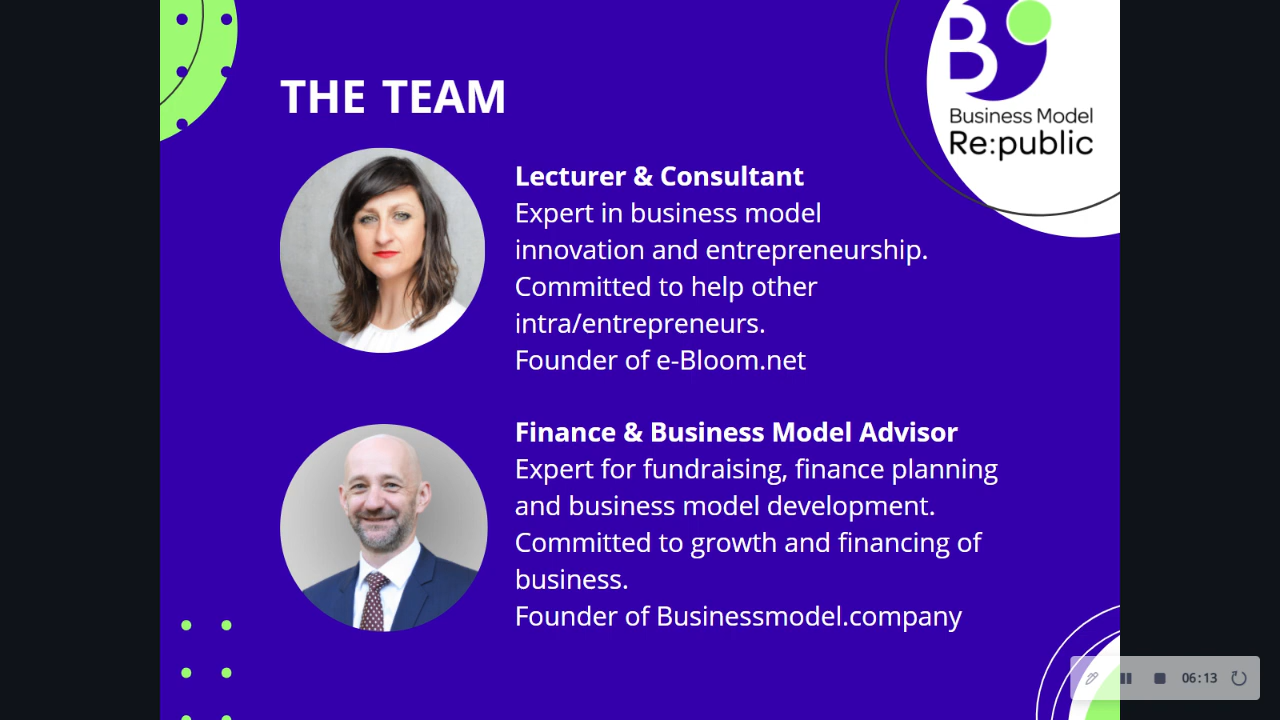 THE TEAM
Business Model
Re:public
Lecturer & Consultant
Expert in business model
innovation and entrepreneurship.
Committed to help other
intra/entrepreneurs.
Founder of e-Bloom.net
Finance & Business Model Advisor
Expert for fundraising, finance planning
and business model development.
Committed to growth and financing of
business.
Founder of Businessmodel.company
06:13